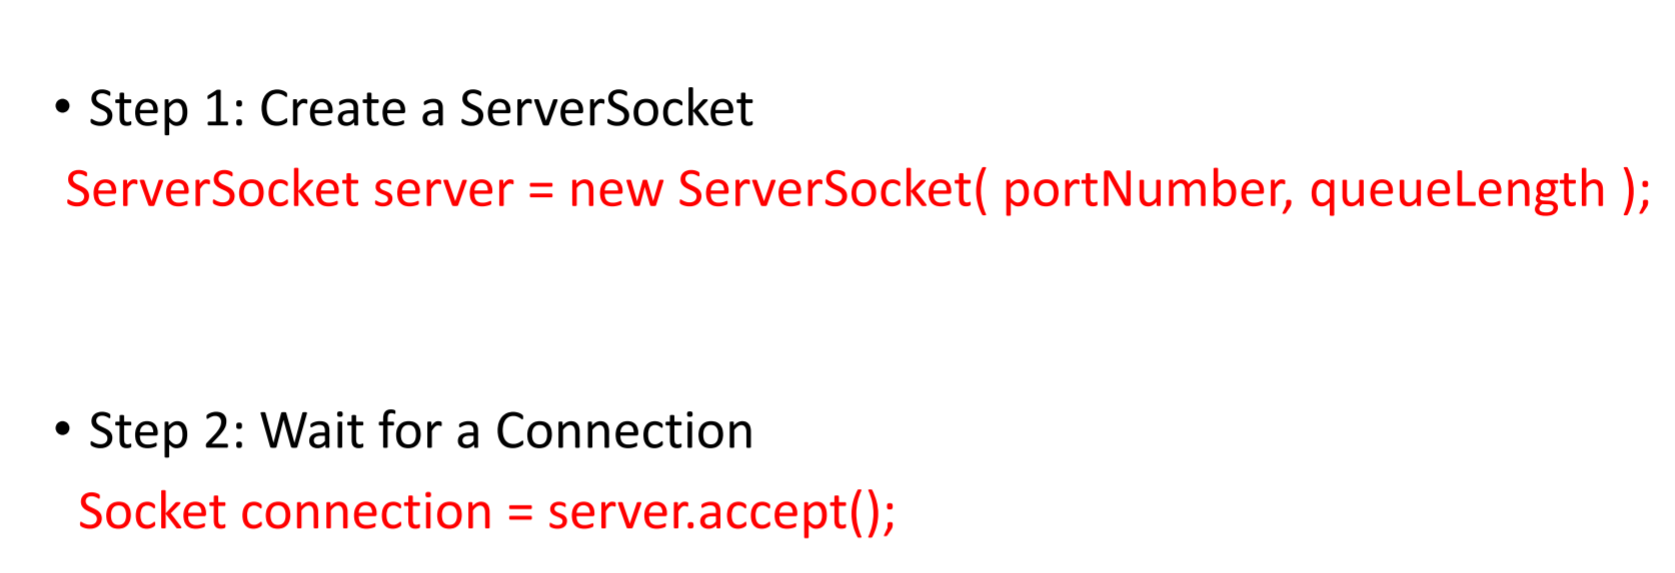 • Step 1: Create a ServerSocket
ServerSocket server = new ServerSocket( portNumber, queueLength );
• Step 2: Wait for a Connection
Socket connection = server.accept();